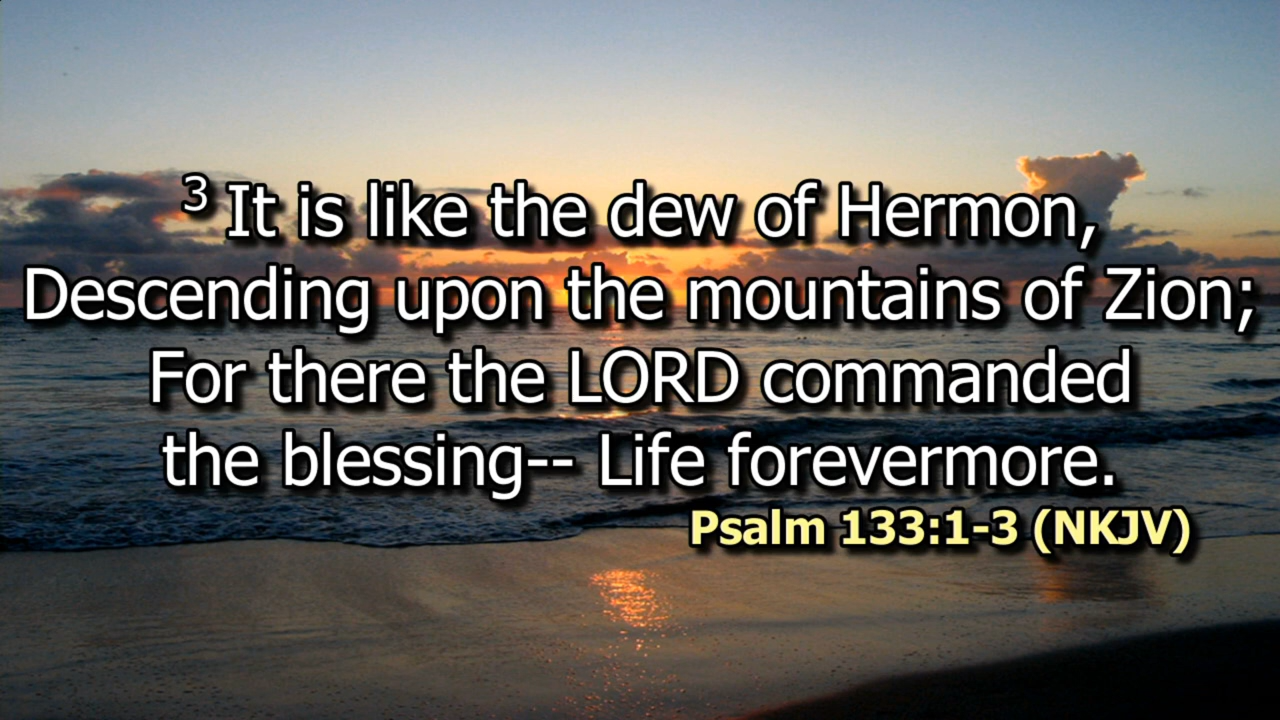 3 It is like the dew of Hermon,
Descending upon the mountains of Zion;
For there the LORD commanded
the blessing-- Life forevermore.
Psalm 133:1-3 (NKJV)